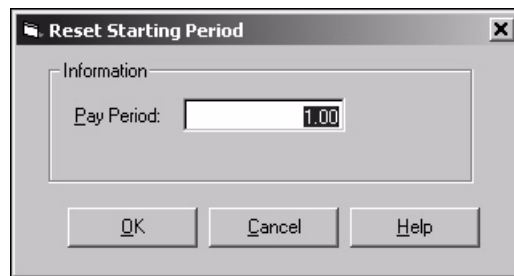 Reset Starting Period
Information
Pay Period: 1.00
OK Cancel Help